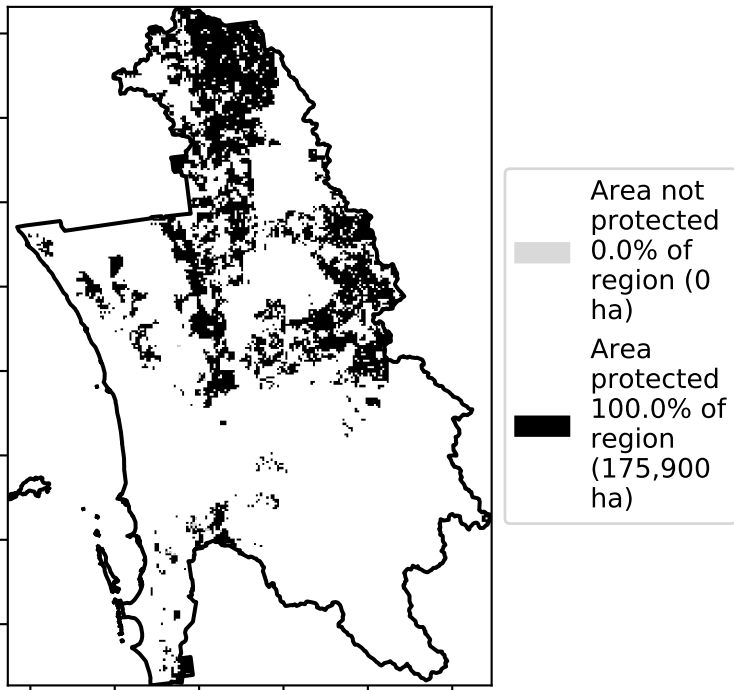 Area not
protected
0.0% of
region (0
ha)
Area
protected
100.0% of
region
(175,900
ha)